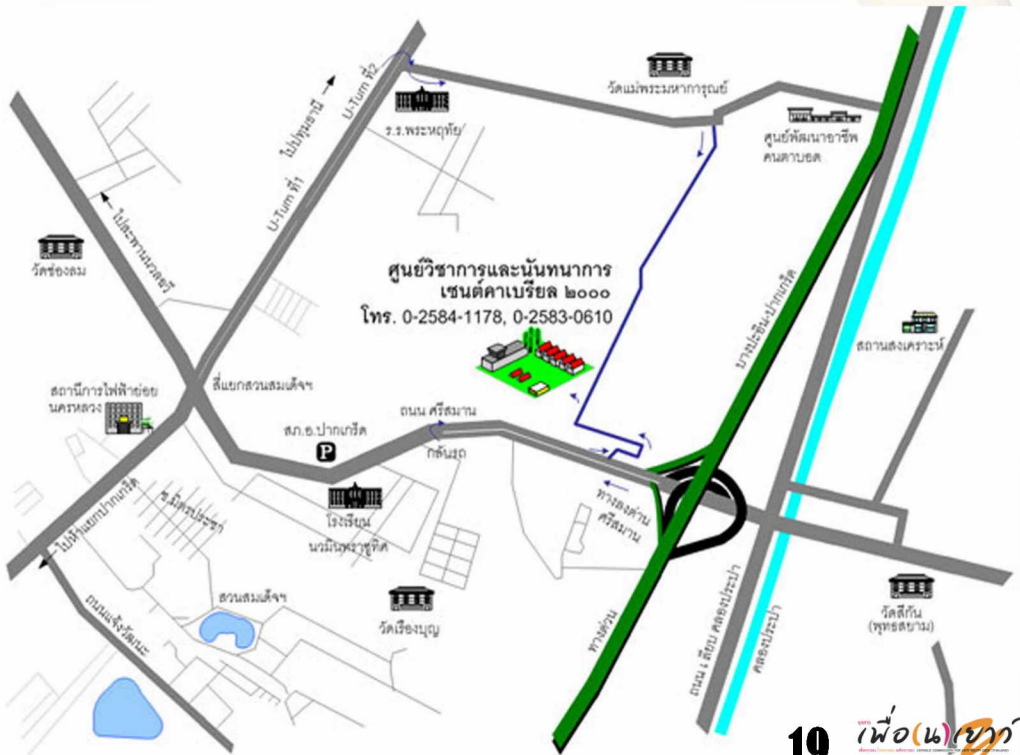 ไปปทุมธานี
U-Turn ที่2
U-Turn ที่1
ร.ร.พระหฤทัย
วัดแม่พระมหาการุณย์
ศูนย์พัฒนาอาชีพ
คนตาบอด
ไปสะพานนวลฉวี
วัดช่องลม
ศูนย์วิชาการและนันทนาการ
เซนต์คาเบรียล ๒๐๐๐
โทร. 0-2584-1178, 0-2583-0610
บางปะอิน-ปากเกร็ด
สถานสงเคราะห์
สถานีการไฟฟ้าย่อย
นครหลวง
สี่แยกสวนสมเด็จฯ
สภ.อ.ปากเกร็ด
P
ถนน ศรีสมาน
กลับรถ
ไปห้าแยกปากเกร็ด
ซ.มิตรประชา
โรงเรียน
นวมินทราชูทิศ
ทางลงด่าน
ศรีสมาน
สวนสมเด็จฯ
วัดเรืองบุญ
ถนนแจ้งวัฒนะ
ทางด่วน
ถนน เลียบ คลองประปา
คลองประปา
วัดสีกัน
(พุทธสยาม)
19
เพื่อ(น)เยาว์